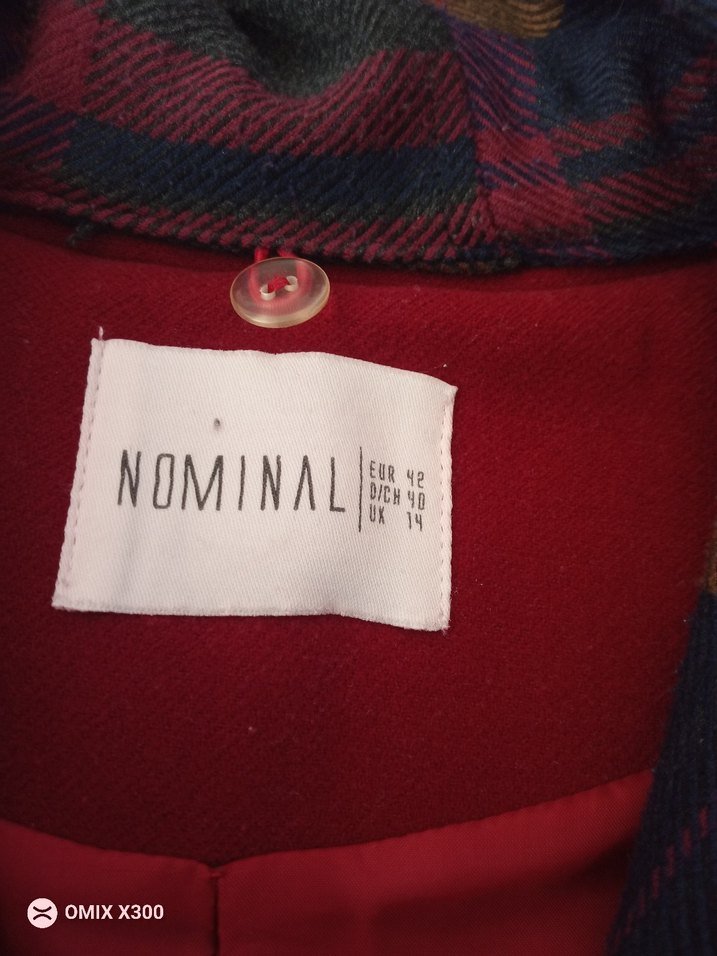 NOMINAL
EUR 42
D/CH 40
UK 14
OMIX X300